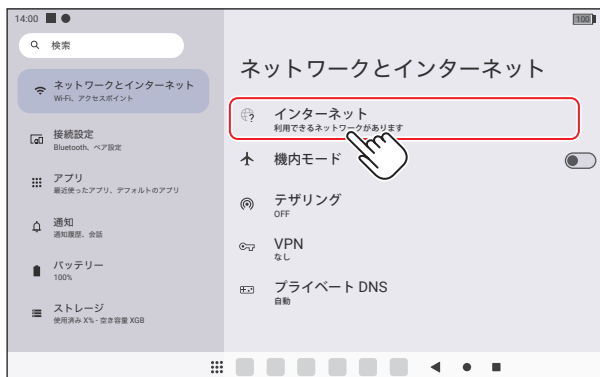 14:00
100
検索
ネットワークとインターネット
Wi-Fi、アクセスポイント
接続設定
Bluetooth、ペア設定
アプリ
最近使ったアプリ、デフォルトのアプリ
通知
通知履歴、会話
バッテリー
100%
ストレージ
使用済み X% - 空き容量 XGB
ネットワークとインターネット
インターネット
利用できるネットワークがあります
機内モード
テザリング
OFF
VPN
なし
プライベート DNS
自動